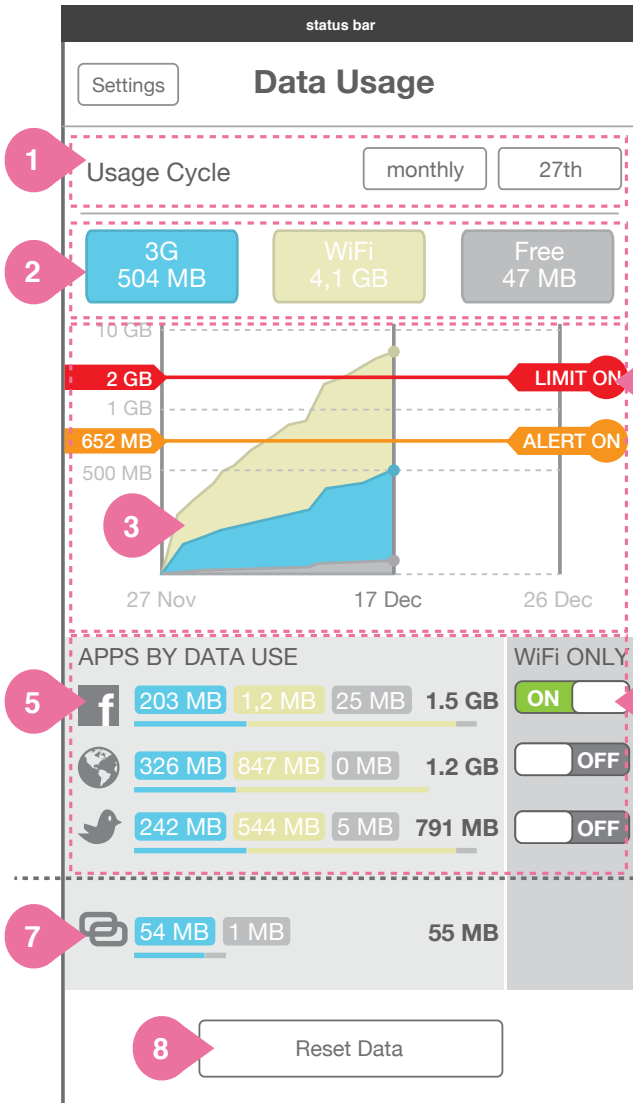 status bar
Settings
Data Usage
1
Usage Cycle
monthly
27th
2
3G
504 MB
WiFi
4,1 GB
Free
47 MB
10 GB
2 GB
LIMIT ON
1 GB
652 MB
ALERT ON
500 MB
3
27 Nov
17 Dec
26 Dec
APPS BY DATA USE
WiFi ONLY
5
f
203 MB
1,2 MB
25 MB
1.5 GB
ON
326 MB
847 MB
0 MB
1.2 GB
OFF
242 MB
544 MB
5 MB
791 MB
OFF
7
54 MB
1 MB
55 MB
8
Reset Data